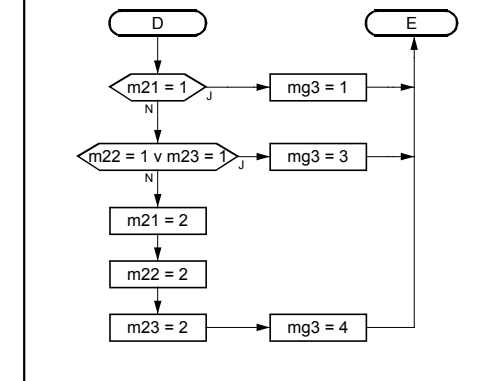 D
E
m21 = 1
J
mg3 = 1
N
m22 = 1 v m23 = 1
J
mg3 = 3
N
m21 = 2
m22 = 2
m23 = 2
mg3 = 4